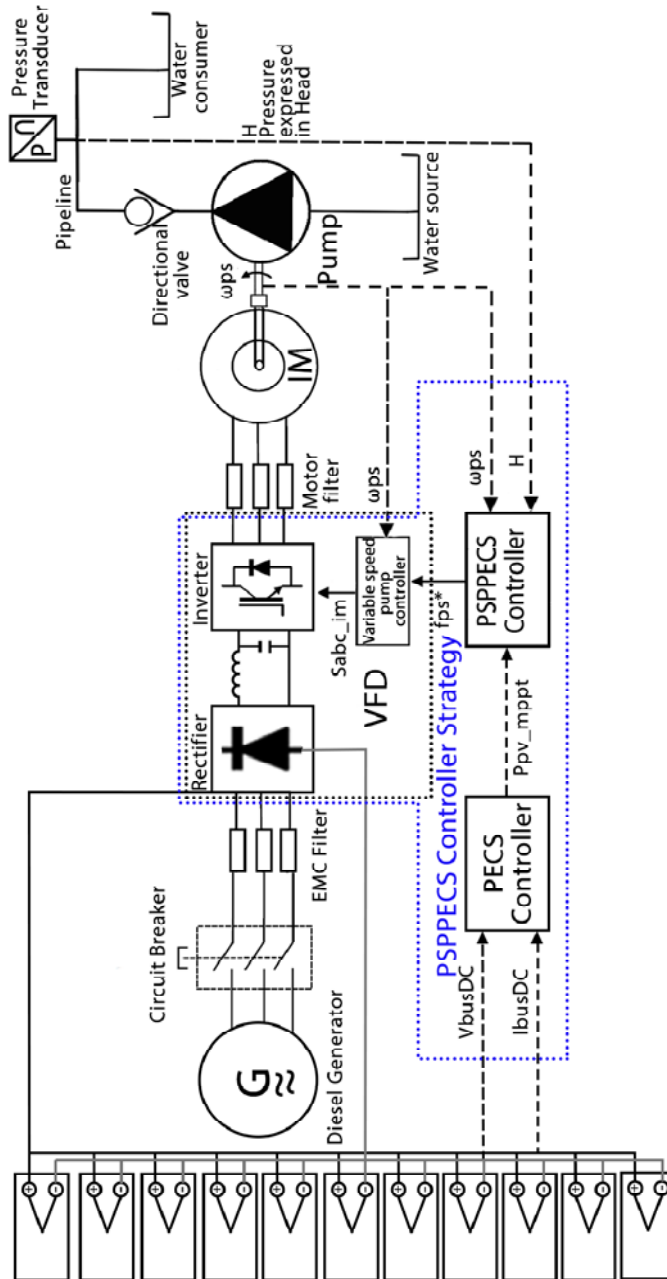 Pressure
Transducer
P
U
Water
consumer
H
Pressure
expressed
in Head
Pipeline
Directional
valve
Pump
Water source
ωps
IM
Motor
filter
ωps
ωps
H
Inverter
Sabc_im
Variable speed
pump
controller
fps*
VFD
PSPPECS
Controller
Rectifier
PSPPECS Controller Strategy
Ppv_mppt
EMC Filter
PECS
Controller
Circuit Breaker
VbusDC
IbusDC
G
≈
Diesel Generator
+ -
+ -
+ -
+ -
+ -
+ -
+ -
+ -
+ -
+ -